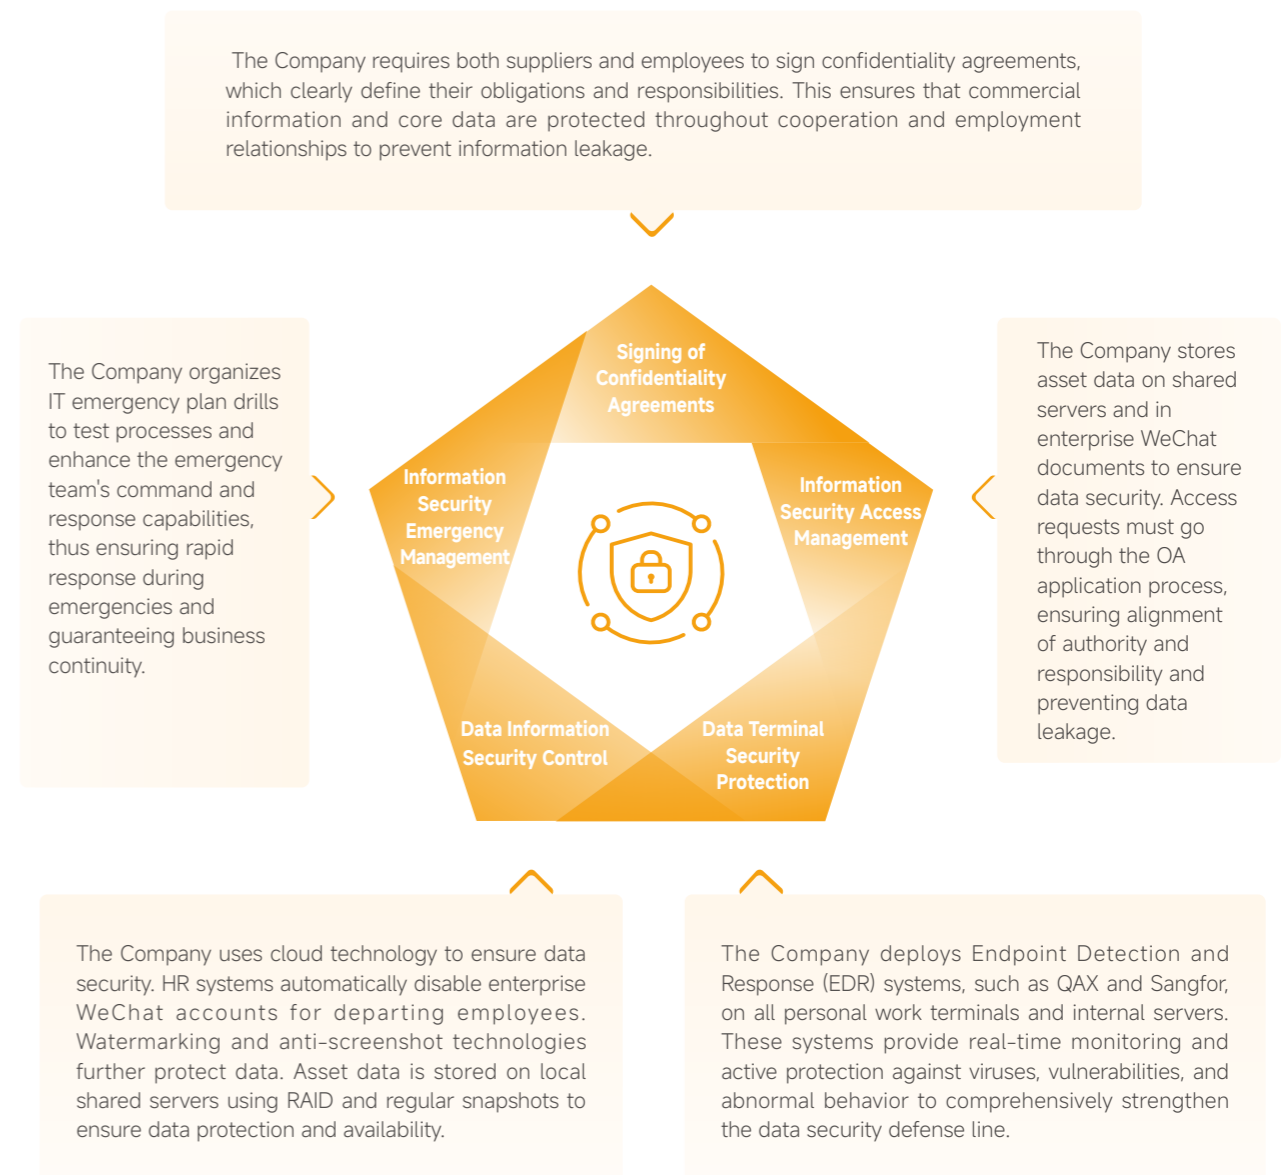 The Company requires both suppliers and employees to sign confidentiality agreements,
which clearly define their obligations and responsibilities. This ensures that commercial
information and core data are protected throughout cooperation and employment
relationships to prevent information leakage.
Signing of
Confidentiality
Agreements
The Company organizes
IT emergency plan drills
to test processes and
enhance the emergency
team's command and
response capabilities,
thus ensuring rapid
response during
emergencies and
guaranteeing business
continuity.
Information
Security
Emergency
Management
Information
Security Access
Management
The Company stores
asset data on shared
servers and in
enterprise WeChat
documents to ensure
data security. Access
requests must go
through the OA
application process,
ensuring alignment
of authority and
responsibility and
preventing data
leakage.
Data Information
Security Control
Data Terminal
Security
Protection
The Company uses cloud technology to ensure data
security. HR systems automatically disable enterprise
WeChat accounts for departing employees.
Watermarking and anti-screenshot technologies
further protect data. Asset data is stored on local
shared servers using RAID and regular snapshots to
ensure data protection and availability.
The Company deploys Endpoint Detection and
Response (EDR) systems, such as QAX and Sangfor,
on all personal work terminals and internal servers.
These systems provide real-time monitoring and
active protection against viruses, vulnerabilities, and
abnormal behavior to comprehensively strengthen
the data security defense line.